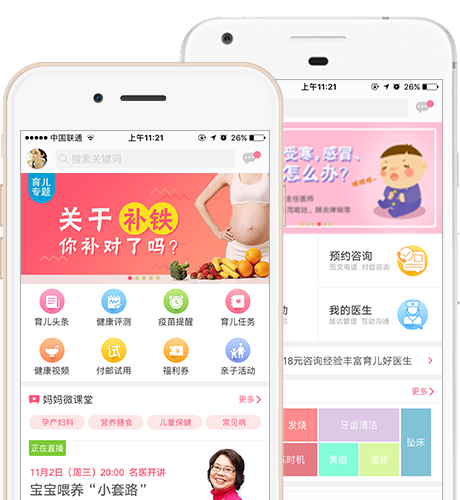 中国联通
上午11:21
26%
搜索关键词
育儿
专题
关于补铁
你补对了吗?
育儿头条
健康评测
疫苗提醒
育儿任务
健康视频
付邮试用
福利券
亲子活动
妈妈微课堂
更多
孕产妇科
营养膳食
儿童保健
常见病
正在直播
11月2日（周三）20:00 名医开讲
宝宝喂养“小套路”
上午11:21
26%
受寒,感冒,
怎么办?
主任医师
预约咨询
图文电话 对症咨询
我的医生
随访管理 互动沟通
18元咨询经验丰富育儿好医生
更多
发烧
牙齿清洁
坠床
时机
黄疸
湿疹